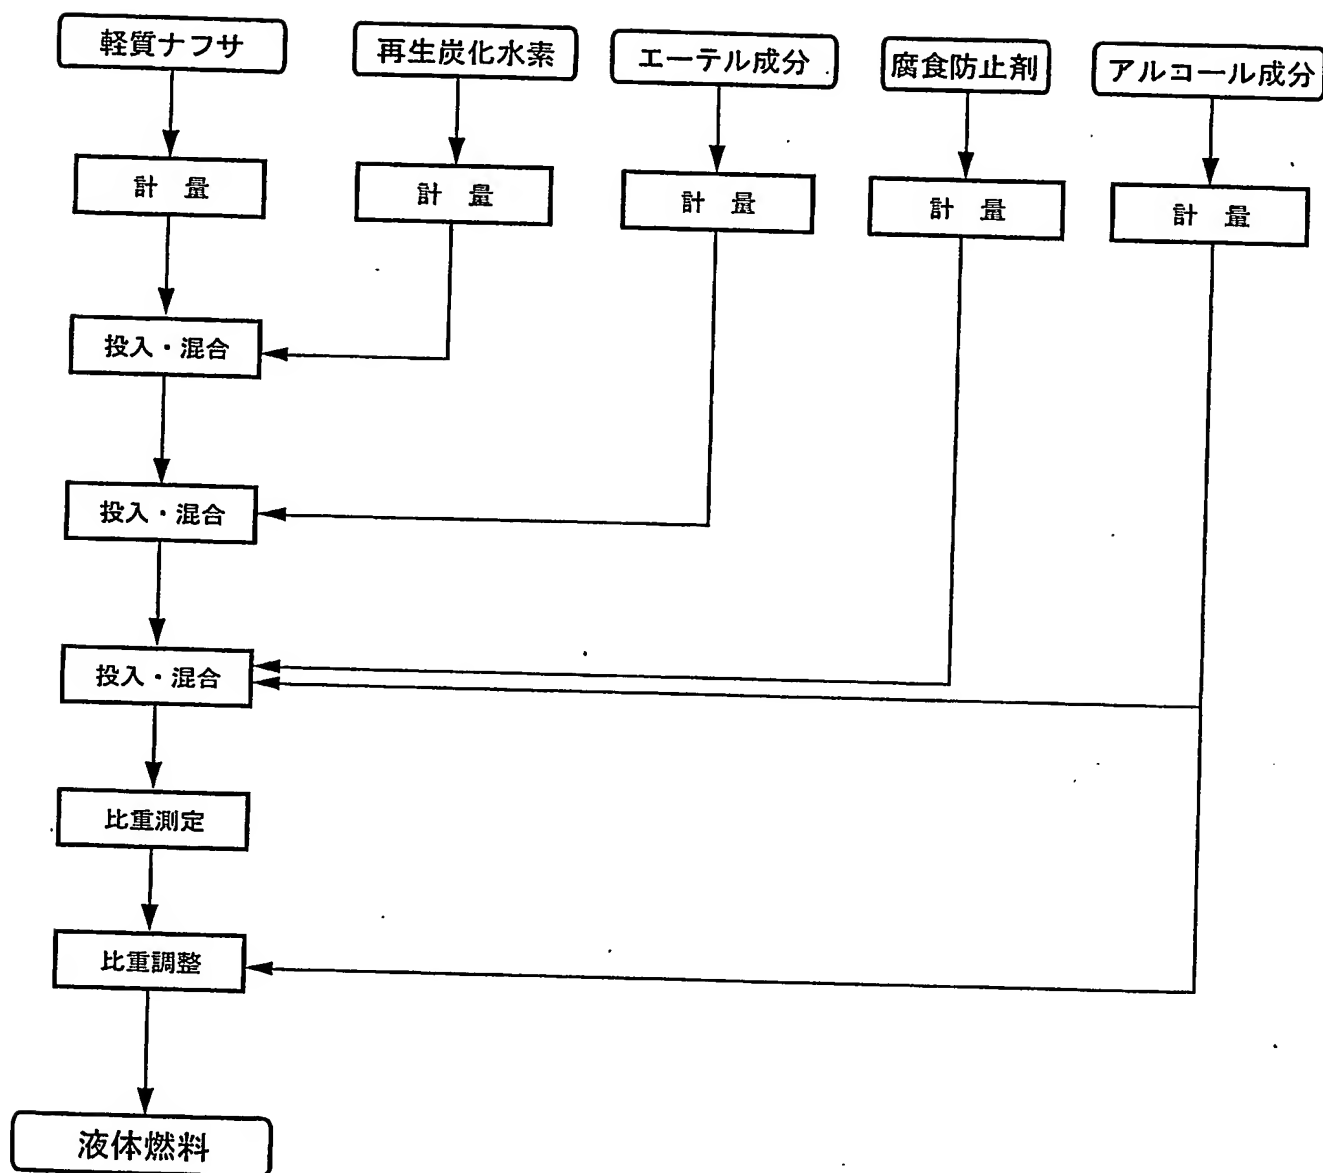 軽質ナフサ
再生炭化水素
エーテル成分
腐食防止剤
アルコール成分
計 量
計 量
計 量
計 量
計 量
投入・混合
投入・混合
投入・混合
比重測定
比重調整
液体燃料